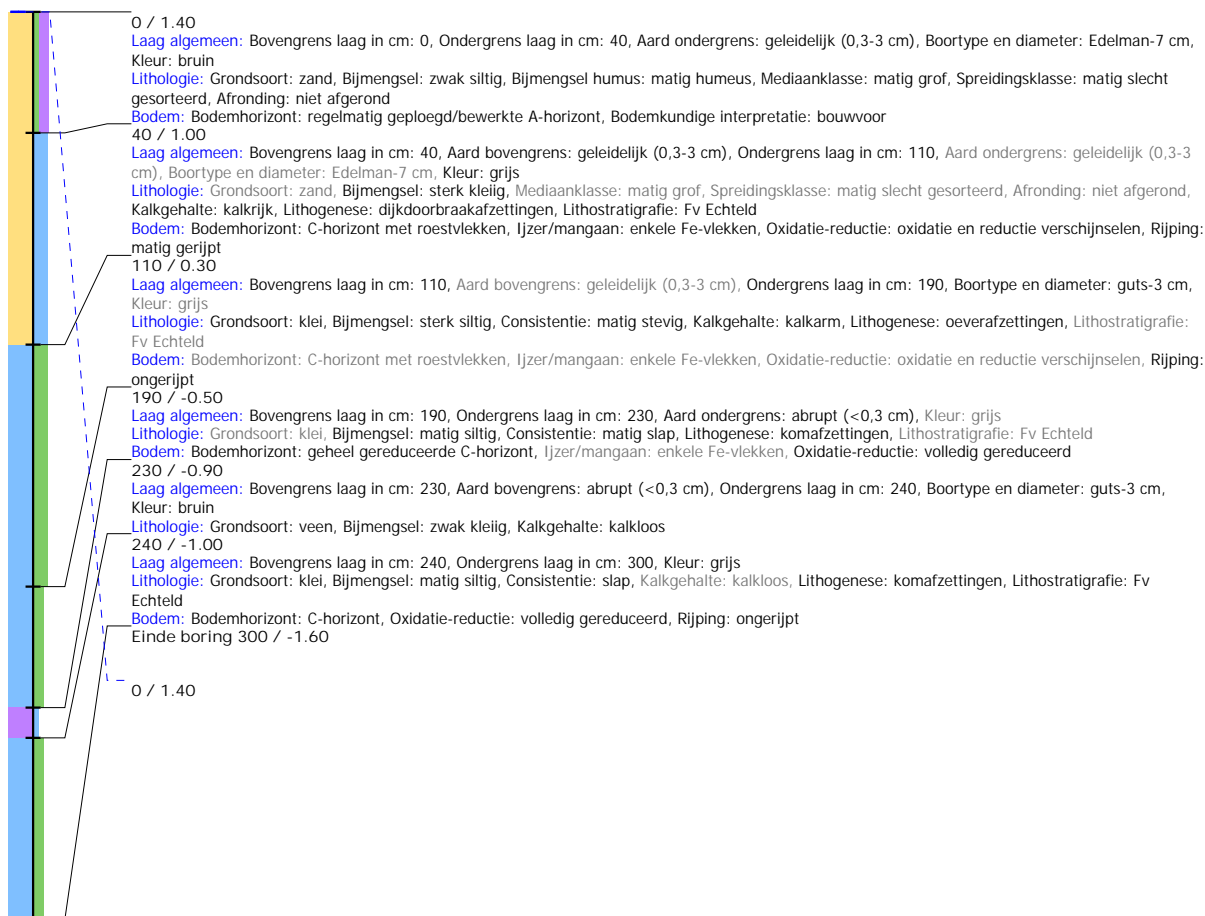 0 / 1.40
Laag algemeen: Bovengrens laag in cm: 0, Ondergrens laag in cm: 40, Aard ondergrens: geleidelijk (0,3-3 cm), Boortype en diameter: Edelman-7 cm,
Kleur: bruin
Lithologie: Grondsoort: zand, Bijmengsel: zwak siltig, Bijmengsel humus: matig humeus, Mediaanklasse: matig grof, Spreidingsklasse: matig slecht
gesorteerd, Afronding: niet afgerond
Bodem: Bodemhorizont: regelmatig geploegd/bewerkte A-horizont, Bodemkundige interpretatie: bouwvoor
40 / 1.00
Laag algemeen: Bovengrens laag in cm: 40, Aard bovengrens: geleidelijk (0,3-3 cm), Ondergrens laag in cm: 110, Aard ondergrens: geleidelijk (0,3-3
cm), Boortype en diameter: Edelman-7 cm, Kleur: grijs
Lithologie: Grondsoort: zand, Bijmengsel: sterk kleiig, Mediaanklasse: matig grof, Spreidingsklasse: matig slecht gesorteerd, Afronding: niet afgerond,
Kalkgehalte: kalkrijk, Lithogenese: dijkdoorbraakafzettingen, Lithostratigrafie: Fv Echteld
Bodem: Bodemhorizont: C-horizont met roestvlekken, Ijzer/mangaan: enkele Fe-vlekken, Oxidatie-reductie: oxidatie en reductie verschijnselen, Rijping:
matig gerijpt
110 / 0.30
Laag algemeen: Bovengrens laag in cm: 110, Aard bovengrens: geleidelijk (0,3-3 cm), Ondergrens laag in cm: 190, Boortype en diameter: guts-3 cm,
Kleur: grijs
Lithologie: Grondsoort: klei, Bijmengsel: sterk siltig, Consistentie: matig stevig, Kalkgehalte: kalkarm, Lithogenese: oeverafzettingen, Lithostratigrafie:
Fv Echteld
Bodem: Bodemhorizont: C-horizont met roestvlekken, Ijzer/mangaan: enkele Fe-vlekken, Oxidatie-reductie: oxidatie en reductie verschijnselen, Rijping:
ongerijpt
190 / -0.50
Laag algemeen: Bovengrens laag in cm: 190, Ondergrens laag in cm: 230, Aard ondergrens: abrupt (<0,3 cm), Kleur: grijs
Lithologie: Grondsoort: klei, Bijmengsel: matig siltig, Consistentie: matig slap, Lithogenese: komafzettingen, Lithostratigrafie: Fv Echteld
Bodem: Bodemhorizont: geheel gereduceerde C-horizont, Ijzer/mangaan: enkele Fe-vlekken, Oxidatie-reductie: volledig gereduceerd
230 / -0.90
Laag algemeen: Bovengrens laag in cm: 230, Aard bovengrens: abrupt (<0,3 cm), Ondergrens laag in cm: 240, Boortype en diameter: guts-3 cm,
Kleur: bruin
Lithologie: Grondsoort: veen, Bijmengsel: zwak kleiig, Kalkgehalte: kalkloos
240 / -1.00
Laag algemeen: Bovengrens laag in cm: 240, Ondergrens laag in cm: 300, Kleur: grijs
Lithologie: Grondsoort: klei, Bijmengsel: matig siltig, Consistentie: slap, Kalkgehalte: kalkloos, Lithogenese: komafzettingen, Lithostratigrafie: Fv
Echteld
Bodem: Bodemhorizont: C-horizont, Oxidatie-reductie: volledig gereduceerd, Rijping: ongerijpt
Einde boring 300 / -1.60
0 / 1.40